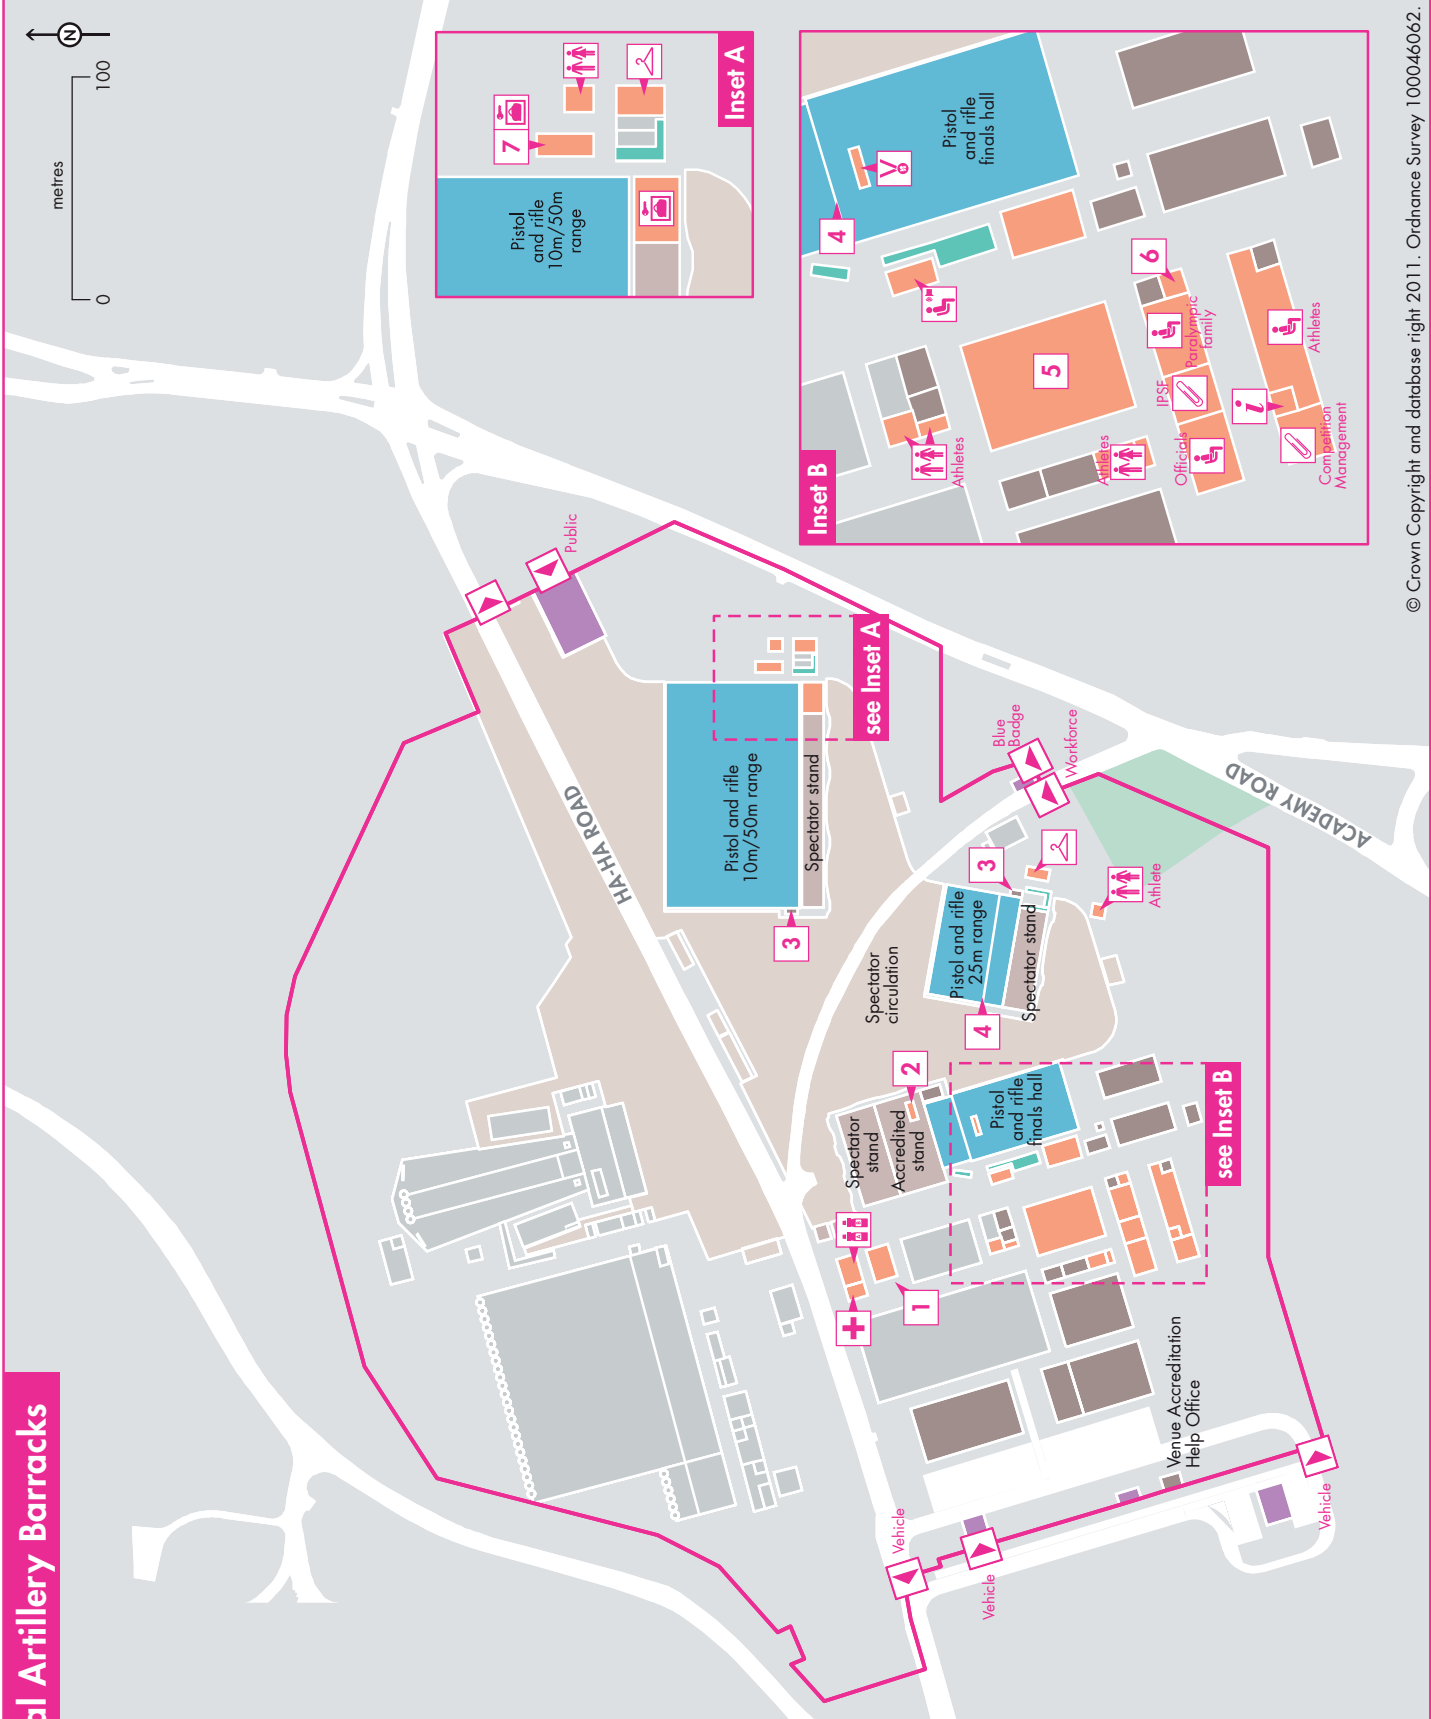 al Artillery Barracks
metres
0
100
N
Inset A
7
Pistol
and rifle
10m/50m
range
Inset B
4
Pistol
and rifle
finals hall
5
6
Athletes
Athletes
Officials
IPSF
Paralympic
family
i
Athletes
Competition
Management
HA-HA ROAD
ACADEMY ROAD
Public
see Inset A
Pistol and rifle
10m/50m range
Spectator stand
3
Blue
Badge
Workforce
3
Athlete
Spectator
circulation
Pistol and rifle
25m range
Spectator stand
4
2
Spectator
stand
Accredited
stand
Pistol
and rifle
finals hall
see Inset B
1
Venue Accreditation
Help Office
Vehicle
Vehicle
Vehicle
© Crown Copyright and database right 2011. Ordnance Survey 100046062.